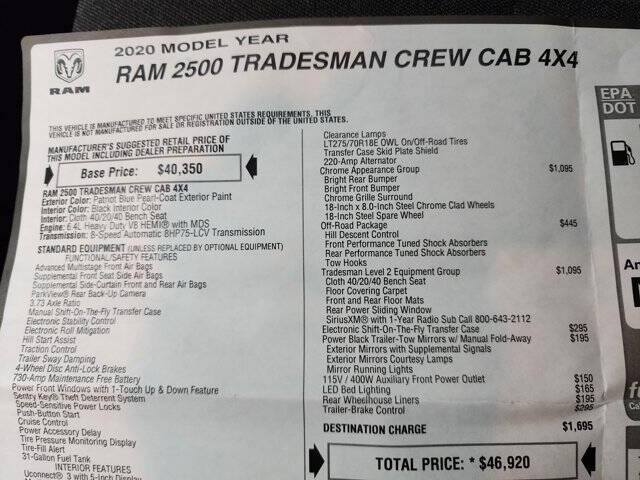 2020 MODEL YEAR
RAM 2500 TRADESMAN CREW CAB 4X4
RAM
THIS VEHICLE IS MANUFACTURED TO MEET SPECIFIC UNITED STATES REQUIREMENTS. THIS
VEHICLE IS NOT MANUFACTURED FOR SALE OR REGISTRATION OUTSIDE OF THE UNITED STATES.
MANUFACTURER'S SUGGESTED RETAIL PRICE OF
THIS MODEL INCLUDING DEALER PREPARATION
Base Price: $40,350
RAM 2500 TRADESMAN CREW CAB 4X4
Exterior Color: Patriot Blue Pearl-Coat Exterior Paint
Interior Color: Black Interior Color
Interior: Cloth 40/20/40 Bench Seat
Engine: 6.4L Heavy Duty V8 HEMI® with MDS
Transmission: 8-Speed Automatic 8HP75-LCV Transmission
STANDARD EQUIPMENT (UNLESS REPLACED BY OPTIONAL EQUIPMENT)
FUNCTIONAL/SAFETY FEATURES
Advanced Multistage Front Air Bags
Supplemental Front Seat Side Air Bags
Supplemental Side-Curtain Front and Rear Air Bags
ParkView® Rear Back-Up Camera
3.73 Axle Ratio
Manual Shift-On-The-Fly Transfer Case
Electronic Stability Control
Electronic Roll Mitigation
Hill Start Assist
Traction Control
Trailer Sway Damping
4-Wheel Disc Anti-Lock Brakes
730-Amp Maintenance Free Battery
Power Front Windows with 1-Touch Up & Down Feature
Sentry Key® Theft Deterrent System
Speed-Sensitive Power Locks
Push-Button Start
Cruise Control
Power Accessory Delay
Tire Pressure Monitoring Display
Tire-Fill Alert
31-Gallon Fuel Tank
INTERIOR FEATURES
Uconnect® 3 with 5-Inch Display
Clearance Lamps
LT275/70R18E OWL On/Off-Road Tires
Transfer Case Skid Plate Shield
220-Amp Alternator
Chrome Appearance Group $1,095
Bright Rear Bumper
Bright Front Bumper
Chrome Grille Surround
18-Inch x 8.0-Inch Steel Chrome Clad Wheels
18-Inch Steel Spare Wheel
Off-Road Package $445
Hill Descent Control
Front Performance Tuned Shock Absorbers
Rear Performance Tuned Shock Absorbers
Tow Hooks
Tradesman Level 2 Equipment Group $1,095
Cloth 40/20/40 Bench Seat
Floor Covering Carpet
Front and Rear Floor Mats
Rear Power Sliding Window
SiriusXM® with 1-Year Radio Sub Call 800-643-2112
Electronic Shift-On-The-Fly Transfer Case $295
Power Black Trailer-Tow Mirrors w/ Manual Fold-Away $195
Exterior Mirrors with Supplemental Signals
Exterior Mirrors Courtesy Lamps
Mirror Running Lights
115V / 400W Auxiliary Front Power Outlet $150
LED Bed Lighting $165
Rear Wheelhouse Liners $195
Trailer-Brake Control $295
DESTINATION CHARGE $1,695
TOTAL PRICE: * $46,920
EPA
DOT